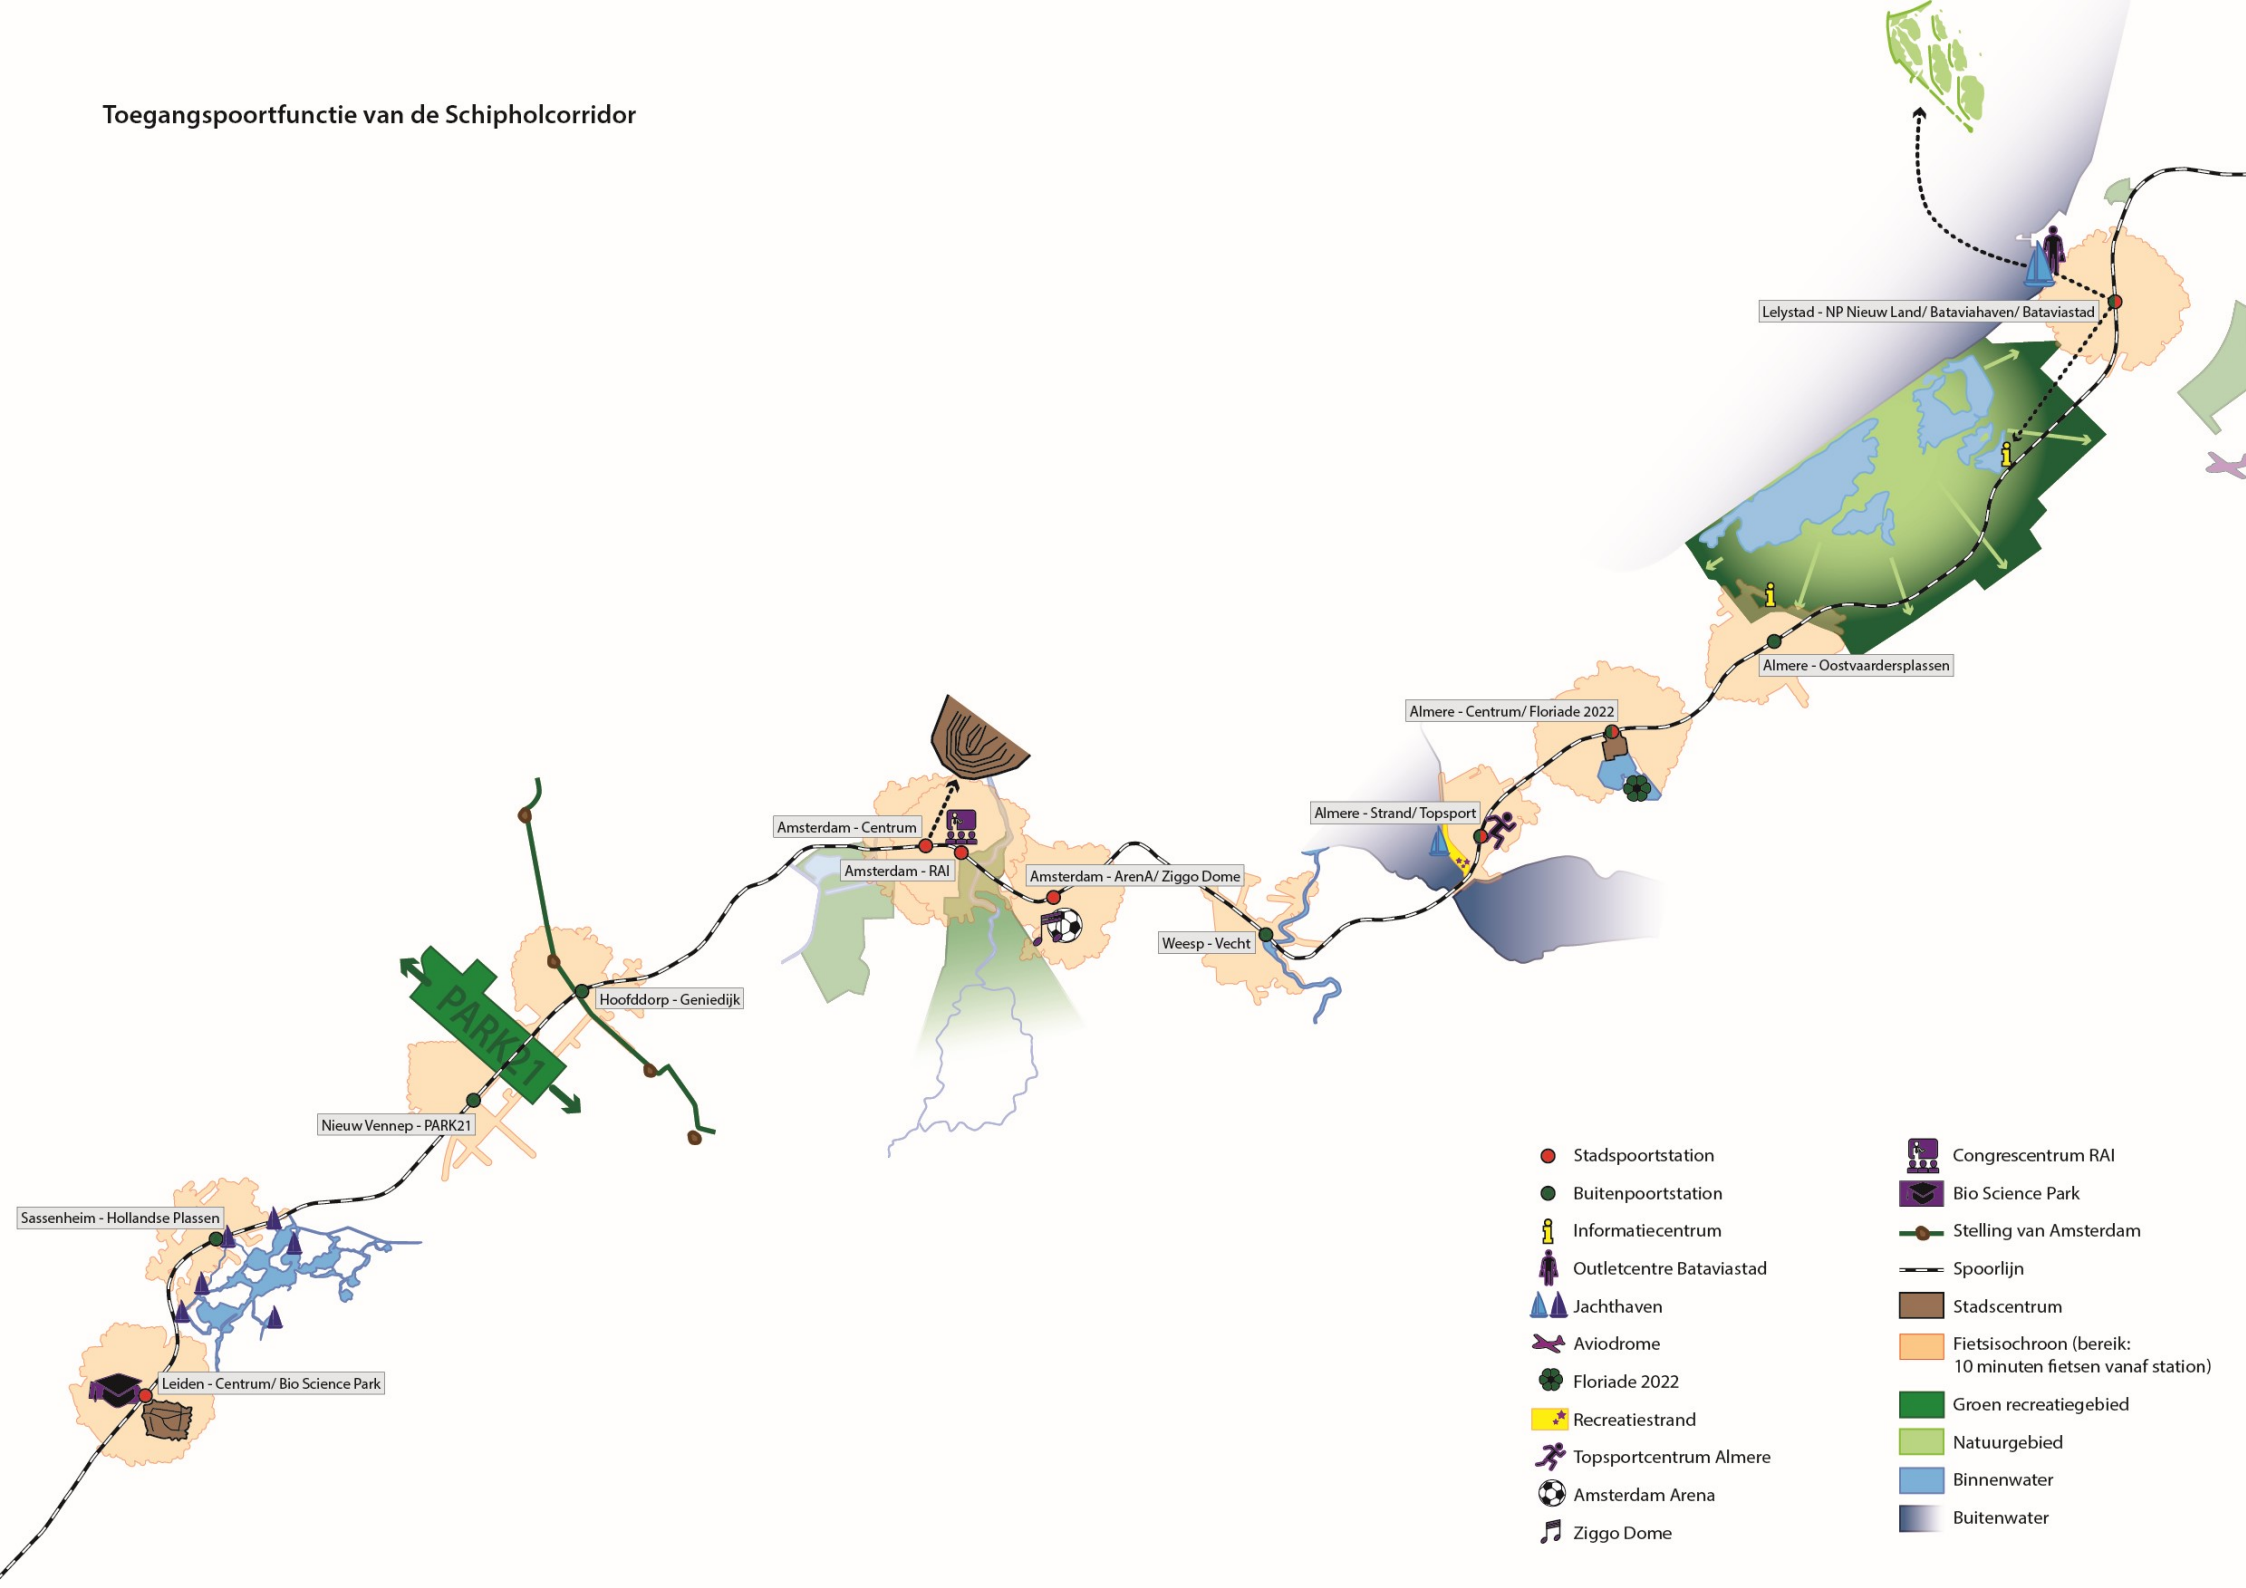 Toegangspoortfunctie van de Schipholcorridor
Lelystad - NP Nieuw Land/ Bataviahaven/ Bataviastad
Almere - Oostvaardersplassen
Almere - Centrum/ Floriade 2022
Almere - Strand/ Topsport
Amsterdam - Centrum
Amsterdam - RAI
Amsterdam - ArenA/ Ziggo Dome
Weesp - Vecht
Hoofddorp - Geniedijk
PARK21
Nieuw Vennep - PARK21
Sassenheim - Hollandse Plassen
Leiden - Centrum/ Bio Science Park
Stadspoortstation
Buitenpoortstation
Informatiecentrum
Outletcentre Bataviastad
Jachthaven
Aviodrome
Floriade 2022
Recreatiestrand
Topsportcentrum Almere
Amsterdam Arena
Ziggo Dome
Congrescentrum RAI
Bio Science Park
Stelling van Amsterdam
Spoorlijn
Stadscentrum
Fietsisochroon (bereik:
10 minuten fietsen vanaf station)
Groen recreatiegebied
Natuurgebied
Binnenwater
Buitenwater